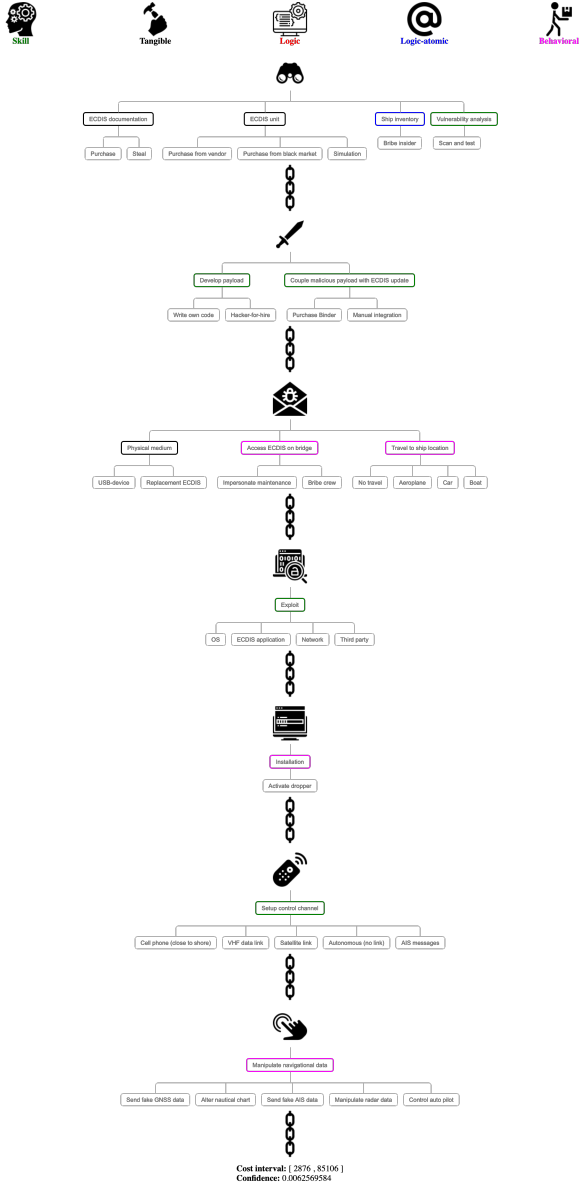 Skill Tangible Logic Logic-atomic Behavioral
ECDIS documentation ECDIS unit Ship inventory Vulnerability analysis
Purchase Steal Purchase from vendor Purchase from black market Simulation Bribe insider Scan and test
Develop payload Couple malicious payload with ECDIS update
Write own code Hacker-for-hire Purchase Binder Manual integration
Physical medium Access ECDIS on bridge Travel to ship location
USB-device Replacement ECDIS Impersonate maintenance Bribe crew No travel Aeroplane Car Boat
Exploit
OS ECDIS application Network Third party
Installation
Activate dropper
Setup control channel
Cell phone (close to shore) VHF data link Satellite link Autonomous (no link) AIS messages
Manipulate navigational data
Send fake GNSS data Alter nautical chart Send fake AIS data Manipulate radar data Control auto pilot
Cost interval: [ 2876 , 85106 ]
Confidence: 0.0062569584